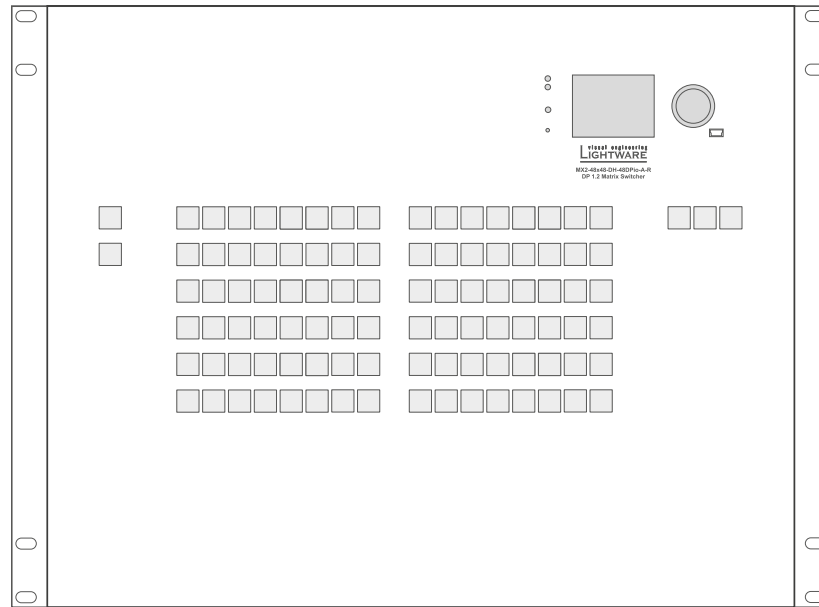 visual engineering
LIGHTWARE
MX2-48x48-DH-48DPio-A-R
DP 1.2 Matrix Switcher